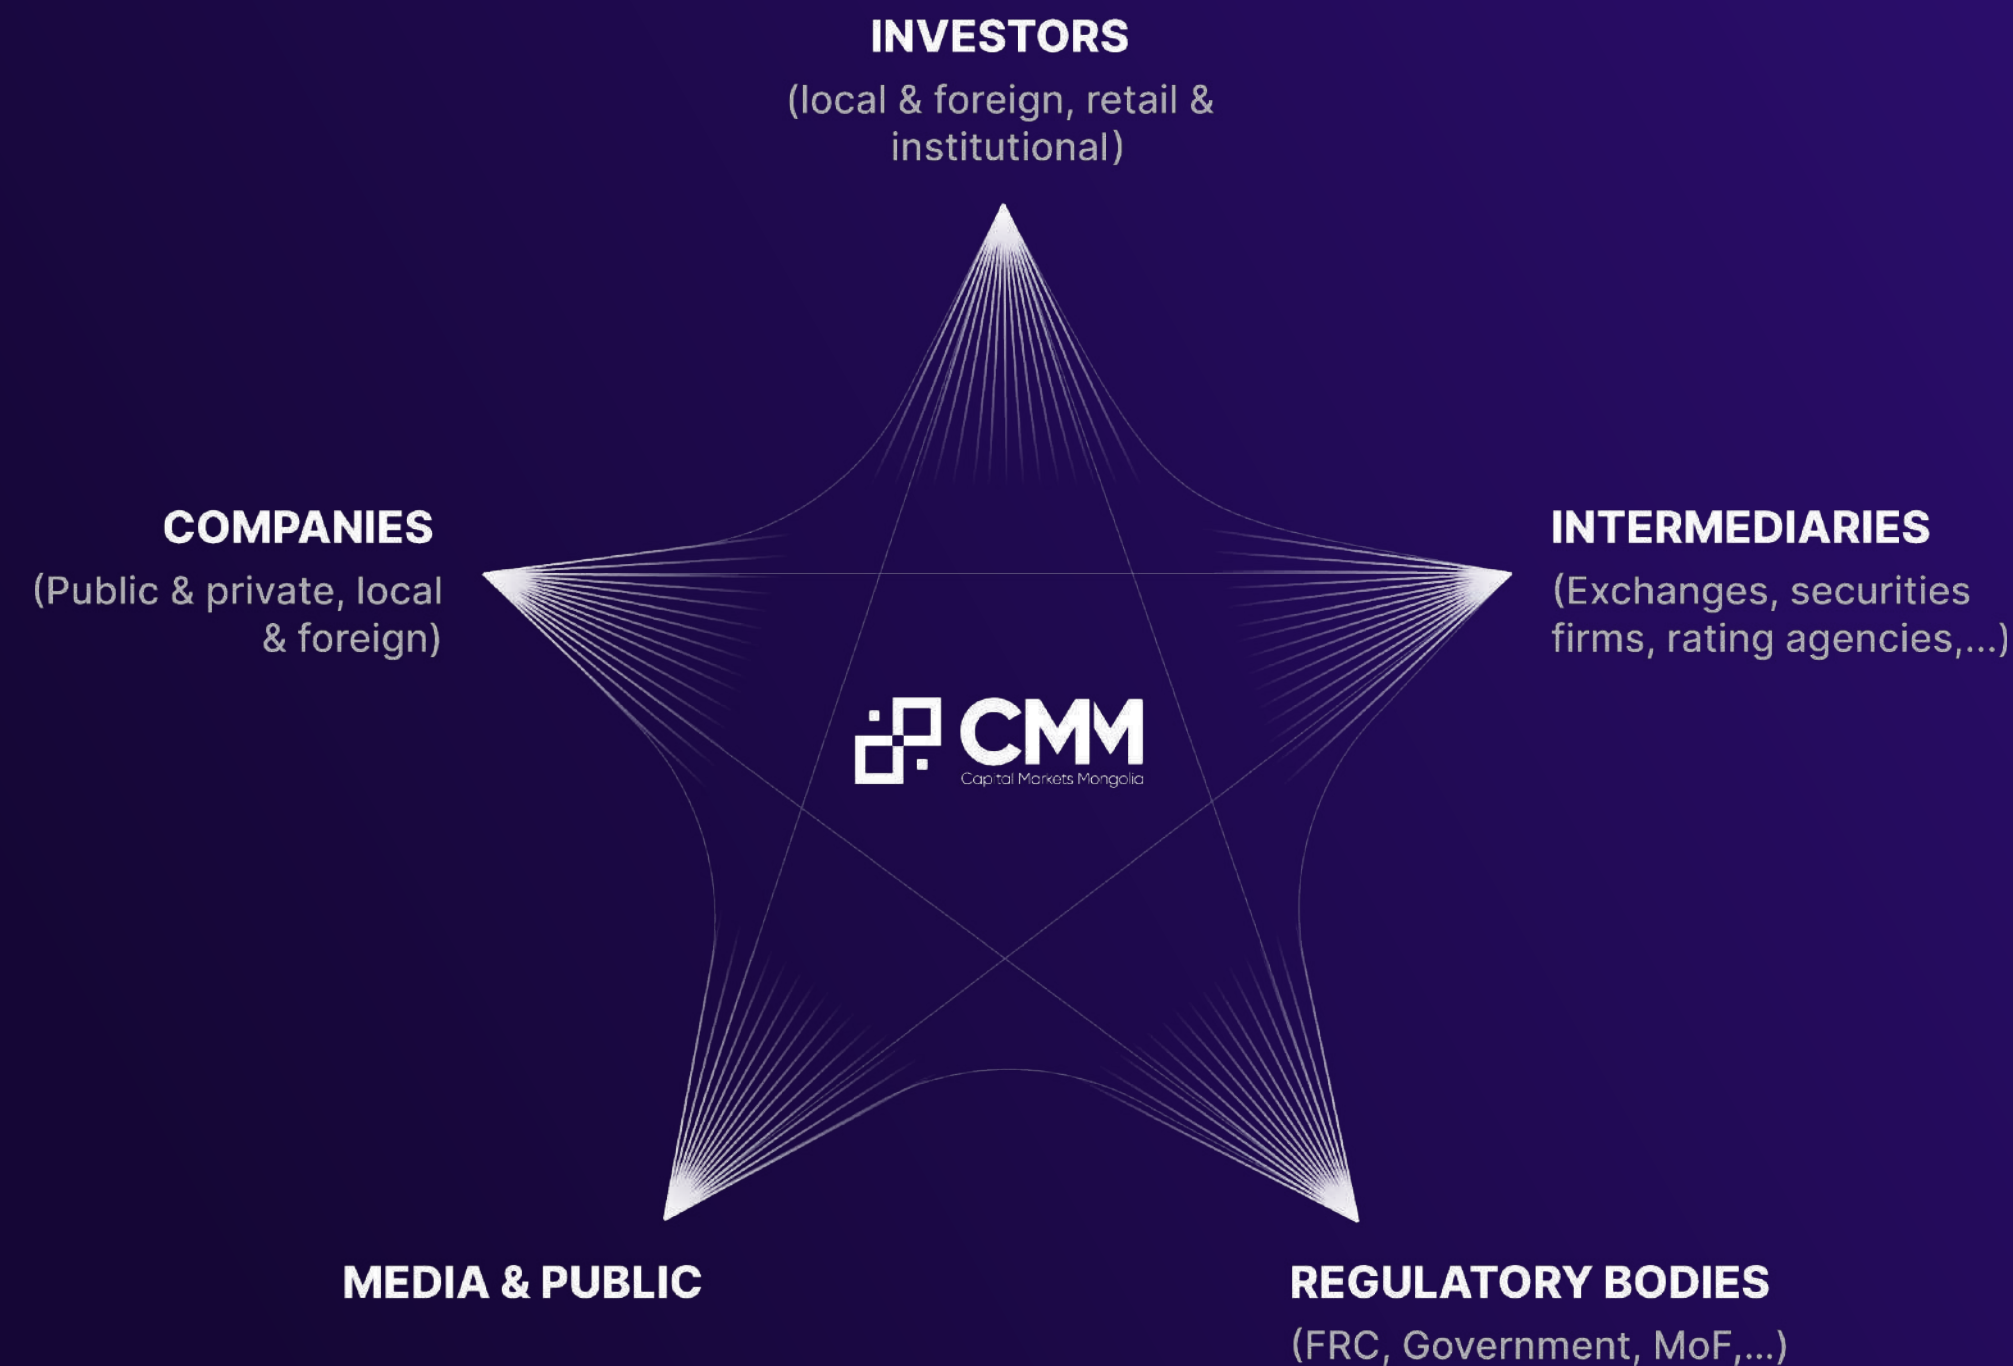 INVESTORS
(local & foreign, retail &
institutional)
COMPANIES
(Public & private, local
& foreign)
INTERMEDIARIES
(Exchanges, securities
firms, rating agencies,...)
CMM
Capital Markets Mongolia
MEDIA & PUBLIC
REGULATORY BODIES
(FRC, Government, MoF,...)